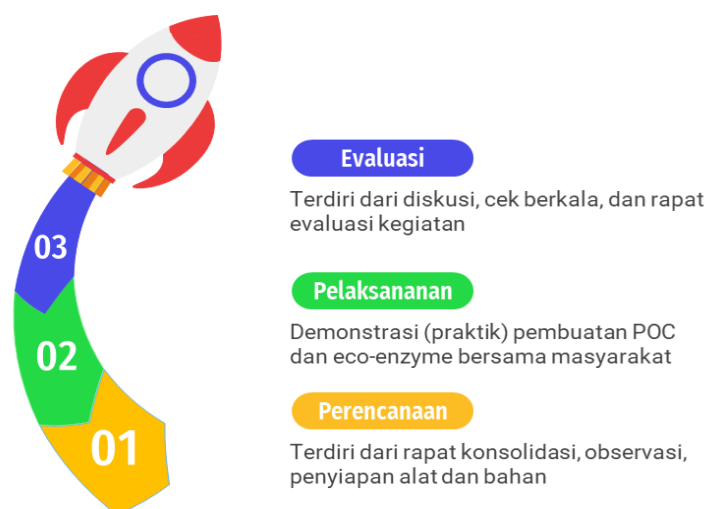 03
Evaluasi
Terdiri dari diskusi, cek berkala, dan rapat
evaluasi kegiatan
02
Pelaksananan
Demonstrasi (praktik) pembuatan POC
dan eco-enzyme bersama masyarakat
01
Perencanaan
Terdiri dari rapat konsolidasi, observasi,
penyiapan alat dan bahan